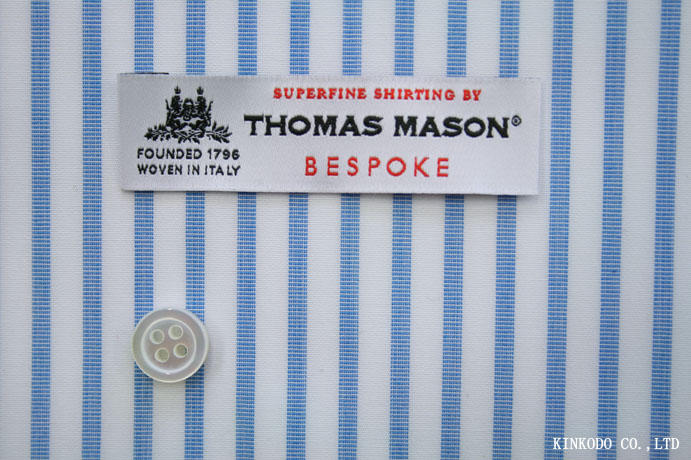 SUPERFINE SHIRTING BY
THOMAS MASON®
BESPOKE
FOUNDED 1796
WOVEN IN ITALY
KINKODO CO.,LTD